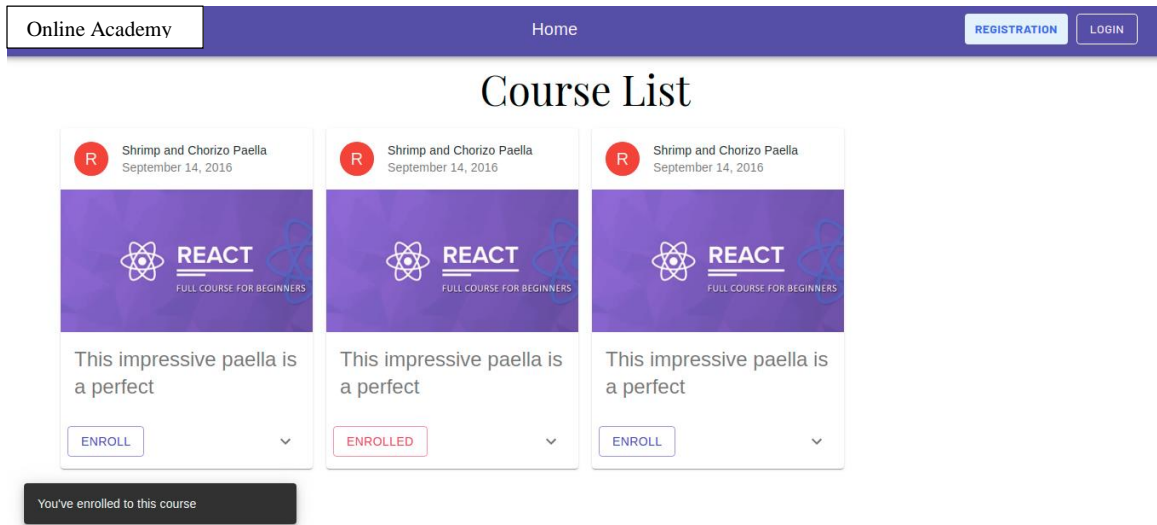 Online Academy
Home
REGISTRATION
LOGIN
Course List
R
Shrimp and Chorizo Paella
September 14, 2016
REACT
FULL COURSE FOR BEGINNERS
This impressive paella is
a perfect
ENROLL
R
Shrimp and Chorizo Paella
September 14, 2016
REACT
FULL COURSE FOR BEGINNERS
This impressive paella is
a perfect
ENROLLED
R
Shrimp and Chorizo Paella
September 14, 2016
REACT
FULL COURSE FOR BEGINNERS
This impressive paella is
a perfect
ENROLL
You've enrolled to this course